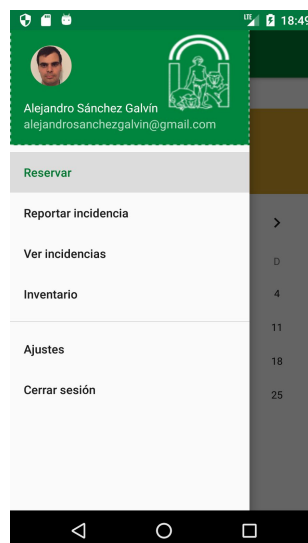 LTE 18:49
Alejandro Sánchez Galvín
alejandrosanchezgalvin@gmail.com
Reservar
Reportar incidencia
Ver incidencias
Inventario
Ajustes
Cerrar sesión
D
4
11
18
25